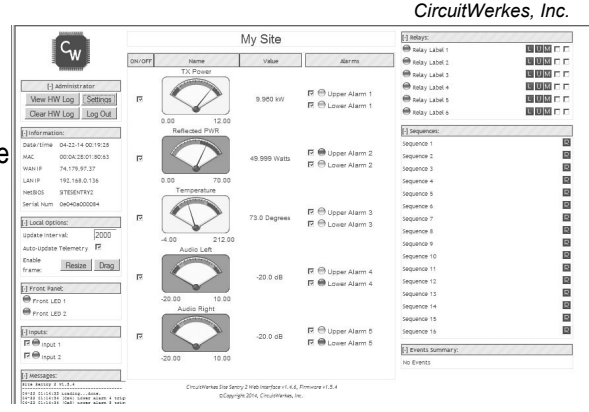 CircuitWerkes, Inc.
CW
My Site
[-] Administrator
View HW Log Settings
Clear HW Log Log Out
[-] Information:
Date/time 04-22-14 00:19:28
MAC 00:0A:25:01:80:63
WAN IP 74.179.97.37
LAN IP 192.168.0.136
NetBIOS SITESENTRY2
Serial Num 0e040a000084
[-] Local Options:
Update Interval: 2000
Auto-Update Telemetry
Enable frame: Resize Drag
[-] Front Panel:
Front LED 1
Front LED 2
[-] Inputs:
Input 1
Input 2
[-] Messages:
Site Sentry 2 v1.5.4
ON/OFF Name Value Alarms
TX Power
0.00 12.00
9.960 kW
Upper Alarm 1
Lower Alarm 1
Reflected PWR
0.00 70.00
49.999 Watts
Upper Alarm 2
Lower Alarm 2
Temperature
-4.00 212.00
73.0 Degrees
Upper Alarm 3
Lower Alarm 3
Audio Left
-20.00 10.00
-20.0 dB
Upper Alarm 4
Lower Alarm 4
Audio Right
-20.00 10.00
-20.0 dB
Upper Alarm 5
Lower Alarm 5
CircuitWerkes Site Sentry 2 Web Interface v1.4.6, Firmware v1.5.4
©Copyright 2014, CircuitWerkes, Inc.
[-] Relays:
Relay Label 1 L U M
Relay Label 2 L U M
Relay Label 3 L U M
Relay Label 4 L U M
Relay Label 5 L U M
Relay Label 6 L U M
[-] Sequences:
Sequence 1
Sequence 2
Sequence 3
Sequence 4
Sequence 5
Sequence 6
Sequence 7
Sequence 8
Sequence 9
Sequence 10
Sequence 11
Sequence 12
Sequence 13
Sequence 14
Sequence 15
Sequence 16
[-] Events Summary:
No Events